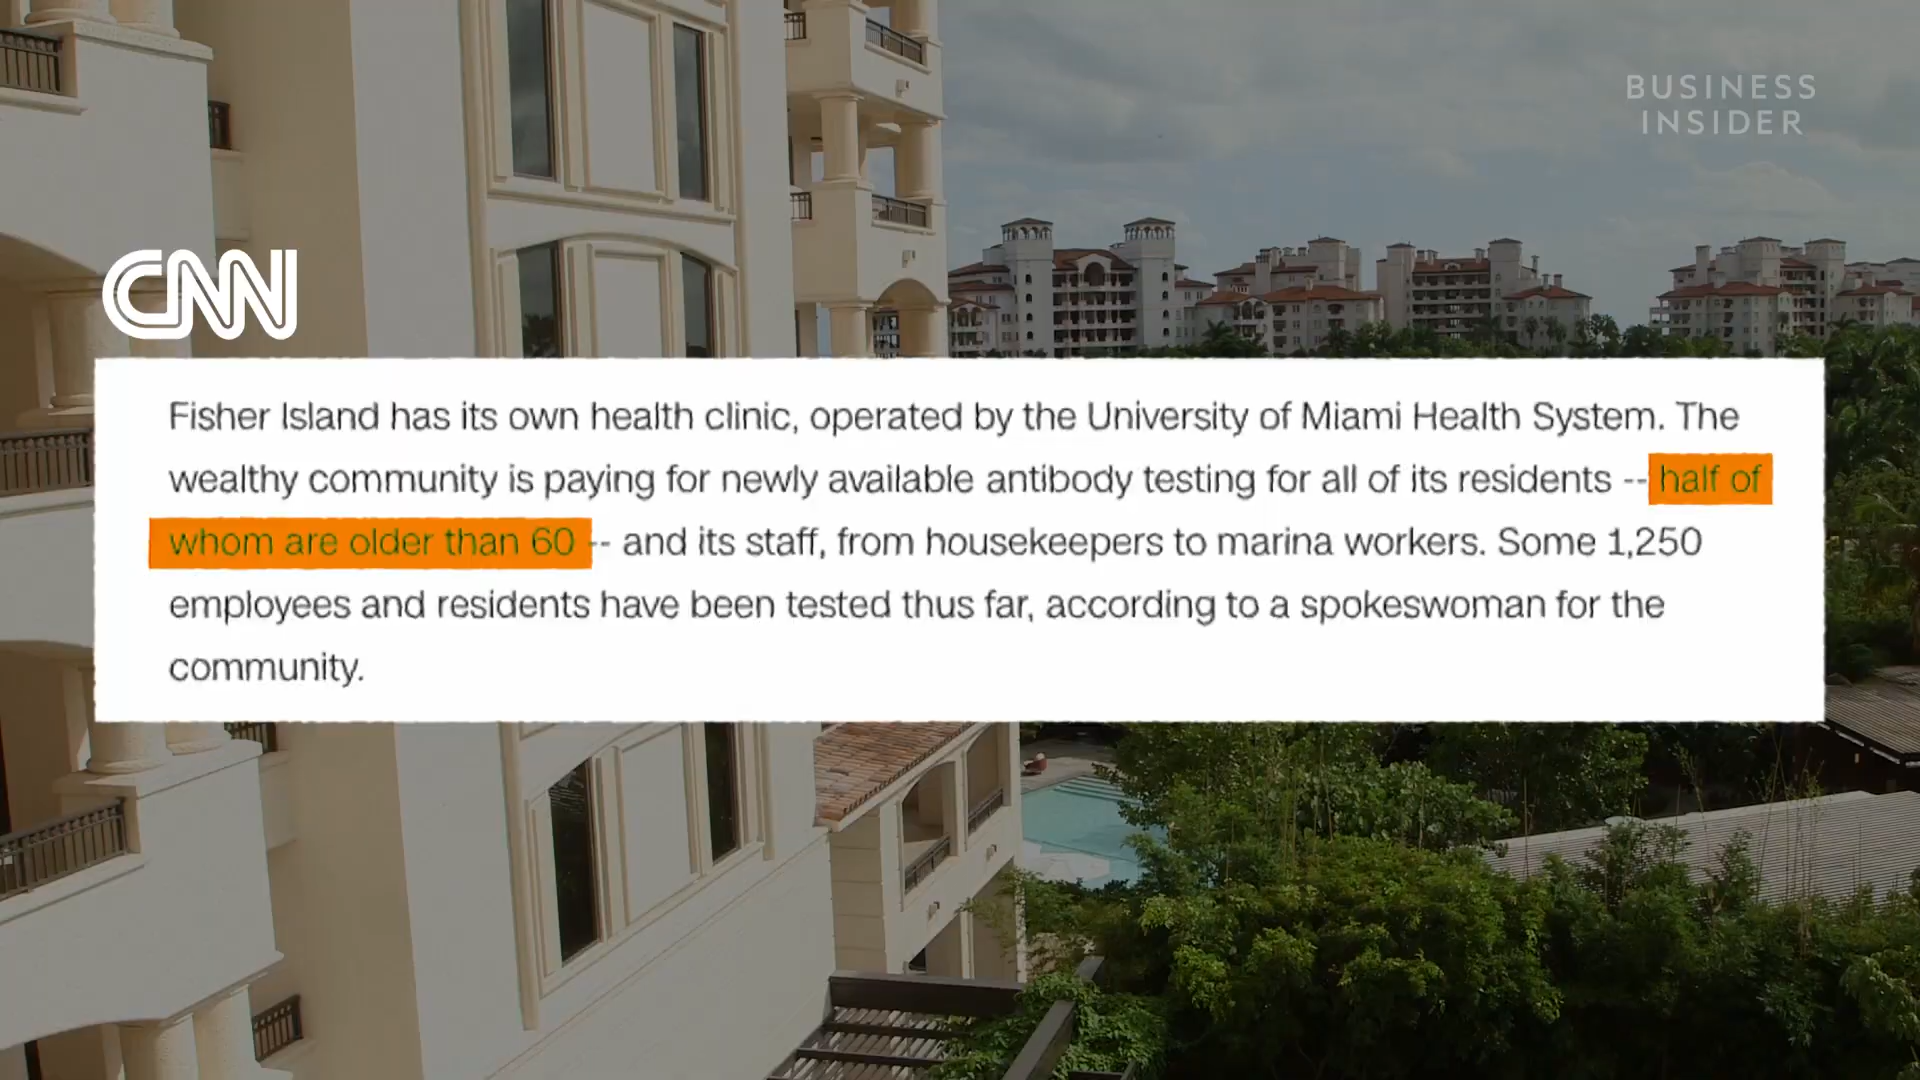 BUSINESS
INSIDER
CNN
Fisher Island has its own health clinic, operated by the University of Miami Health System. The
wealthy community is paying for newly available antibody testing for all of its residents -- half of
whom are older than 60 -- and its staff, from housekeepers to marina workers. Some 1,250
employees and residents have been tested thus far, according to a spokeswoman for the
community.